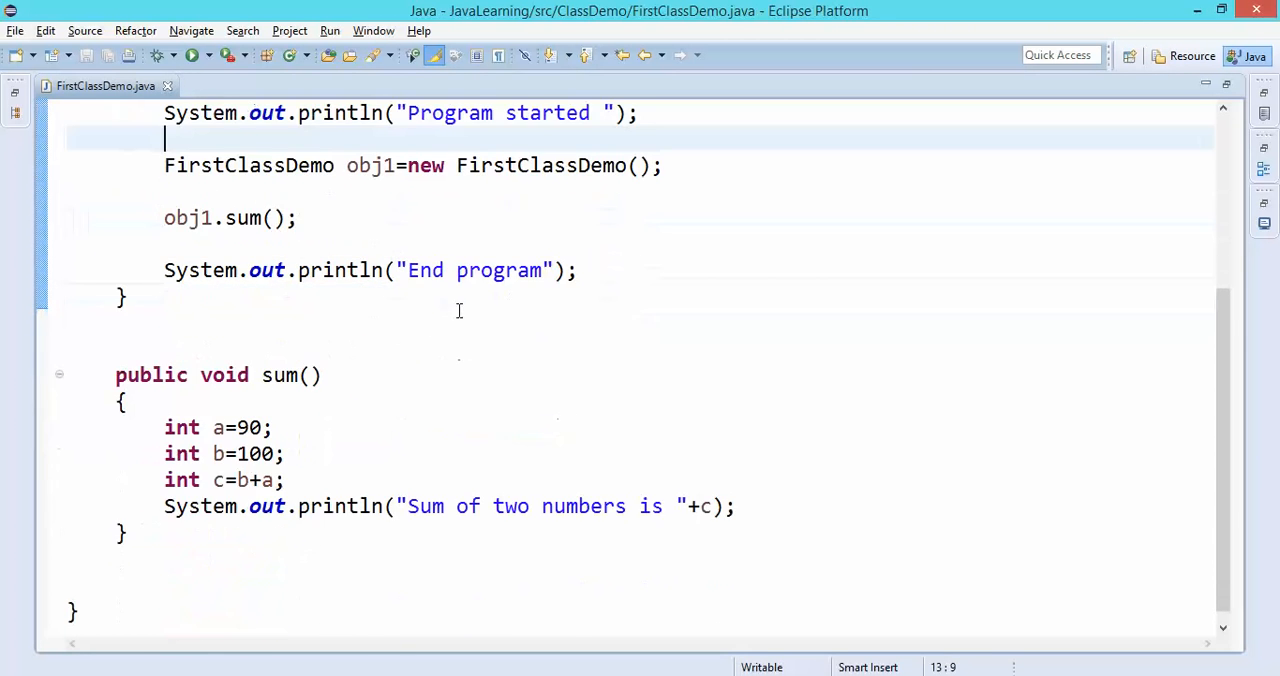 Java - JavaLearning/src/ClassDemo/FirstClassDemo.java - Eclipse Platform
File Edit Source Refactor Navigate Search Project Run Window Help
Quick Access Resource Java
FirstClassDemo.java
System.out.println("Program started ");
FirstClassDemo obj1=new FirstClassDemo();
obj1.sum();
System.out.println("End program");
}
public void sum()
{
int a=90;
int b=100;
int c=b+a;
System.out.println("Sum of two numbers is "+c);
}
}
Writable Smart Insert 13:9